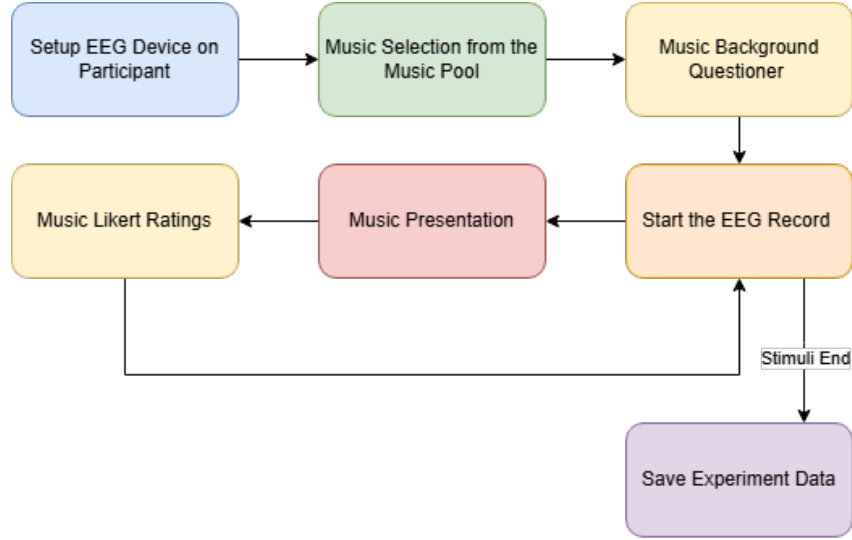 Setup EEG Device on
Participant
Music Selection from the
Music Pool
Music Background
Questioner
Music Likert Ratings
Music Presentation
Start the EEG Record
Stimuli End
Save Experiment Data